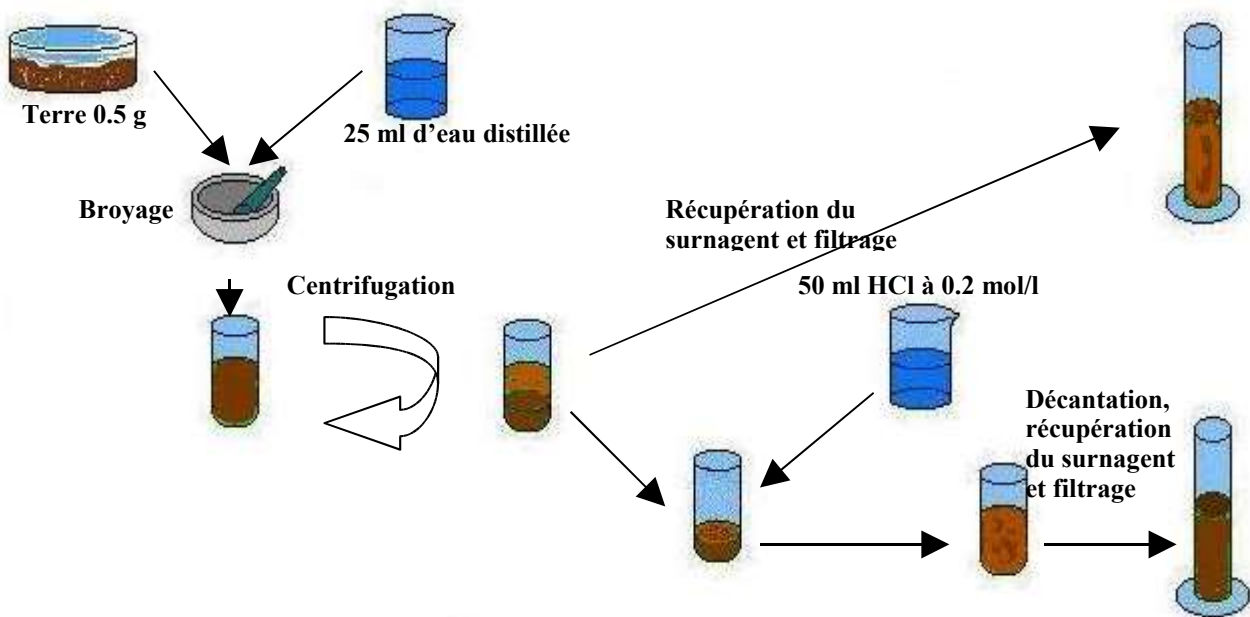 Terre 0.5 g
25 ml d'eau distillée
Broyage
Récupération du
surnagent et filtrage
Centrifugation
50 ml HCl à 0.2 mol/l
Décantation,
récupération
du surnagent
et filtrage